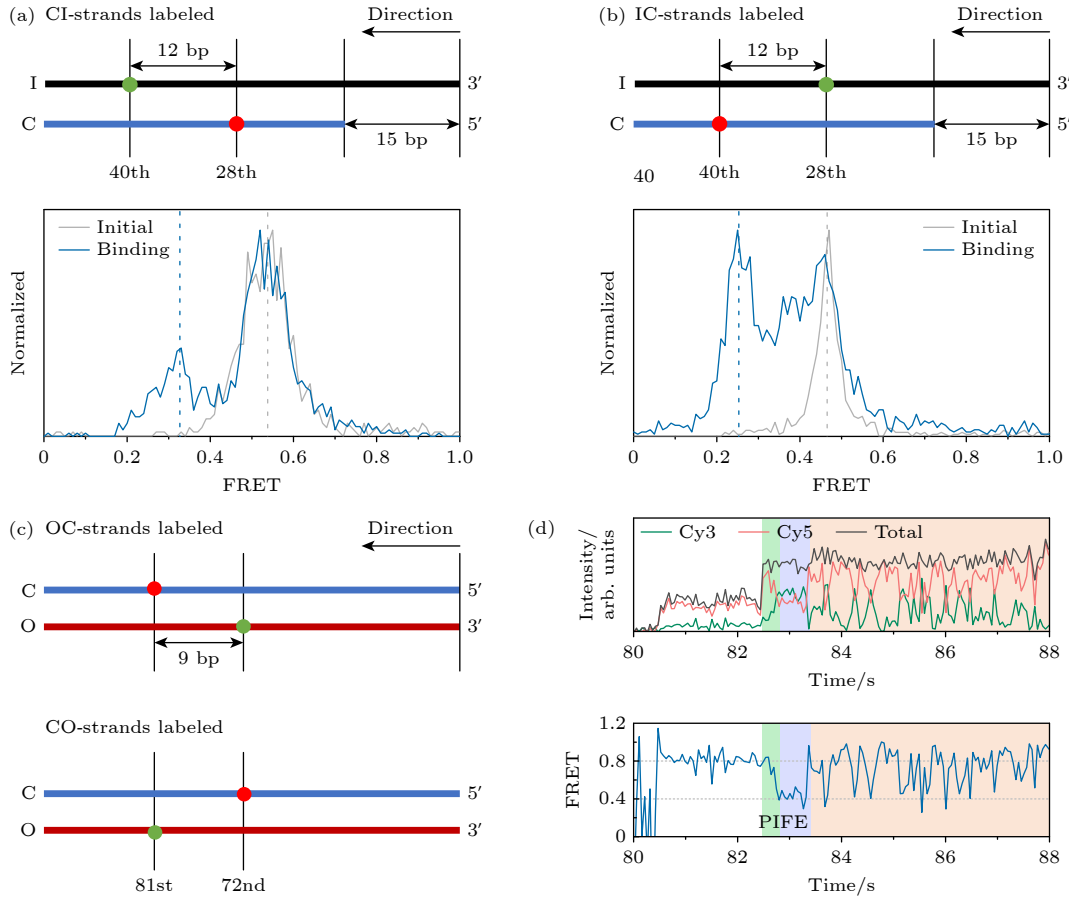 (a) CI-strands labeled
Direction
12 bp
I
3′
C
5′
15 bp
40th
28th
Initial
Binding
Normalized
0
0.2
0.4
0.6
0.8
1.0
FRET
(b) IC-strands labeled
Direction
12 bp
I
3′
C
5′
15 bp
40
40th
28th
Initial
Binding
Normalized
0
0.2
0.4
0.6
0.8
1.0
FRET
(c) OC-strands labeled
Direction
C
5′
O
3′
9 bp
CO-strands labeled
C
5′
O
3′
81st
72nd
(d)
Cy3
Cy5
Total
Intensity/
arb. units
80
82
84
86
88
Time/s
1.2
0.8
0.4
0
FRET
PIFE
80
82
84
86
88
Time/s